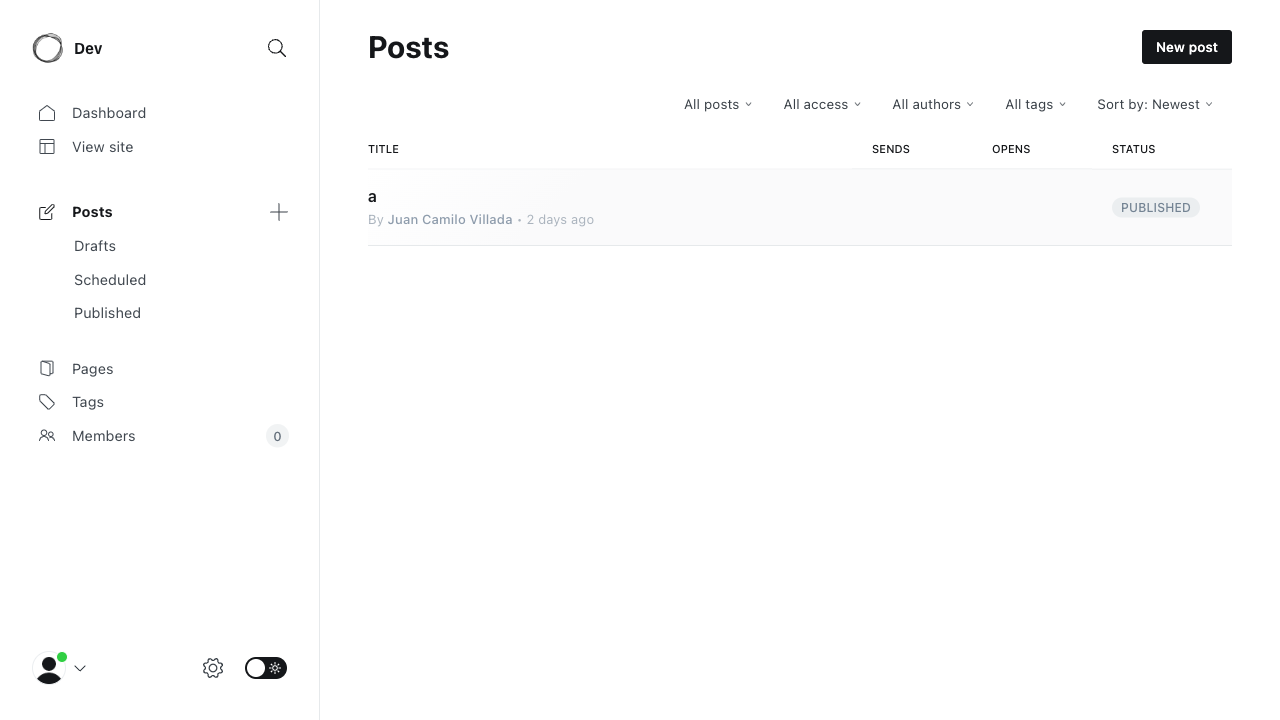 Dev
Dashboard
View site
Posts
Drafts
Scheduled
Published
Pages
Tags
Members 0
Posts
New post
All posts All access All authors All tags Sort by: Newest
TITLE SENDS OPENS STATUS
a
By Juan Camilo Villada • 2 days ago
PUBLISHED